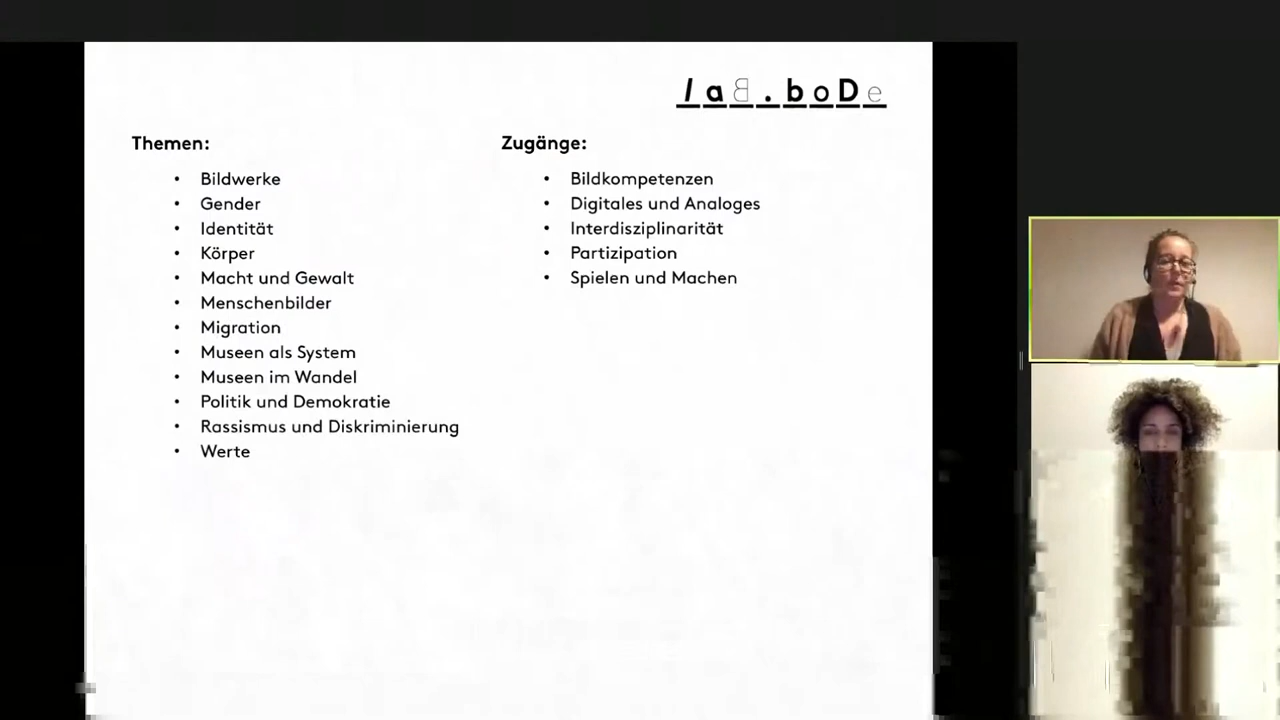 laB.boDe
Themen:
• Bildwerke
• Gender
• Identität
• Körper
• Macht und Gewalt
• Menschenbilder
• Migration
• Museen als System
• Museen im Wandel
• Politik und Demokratie
• Rassismus und Diskriminierung
• Werte
Zugänge:
• Bildkompetenzen
• Digitales und Analoges
• Interdisziplinarität
• Partizipation
• Spielen und Machen